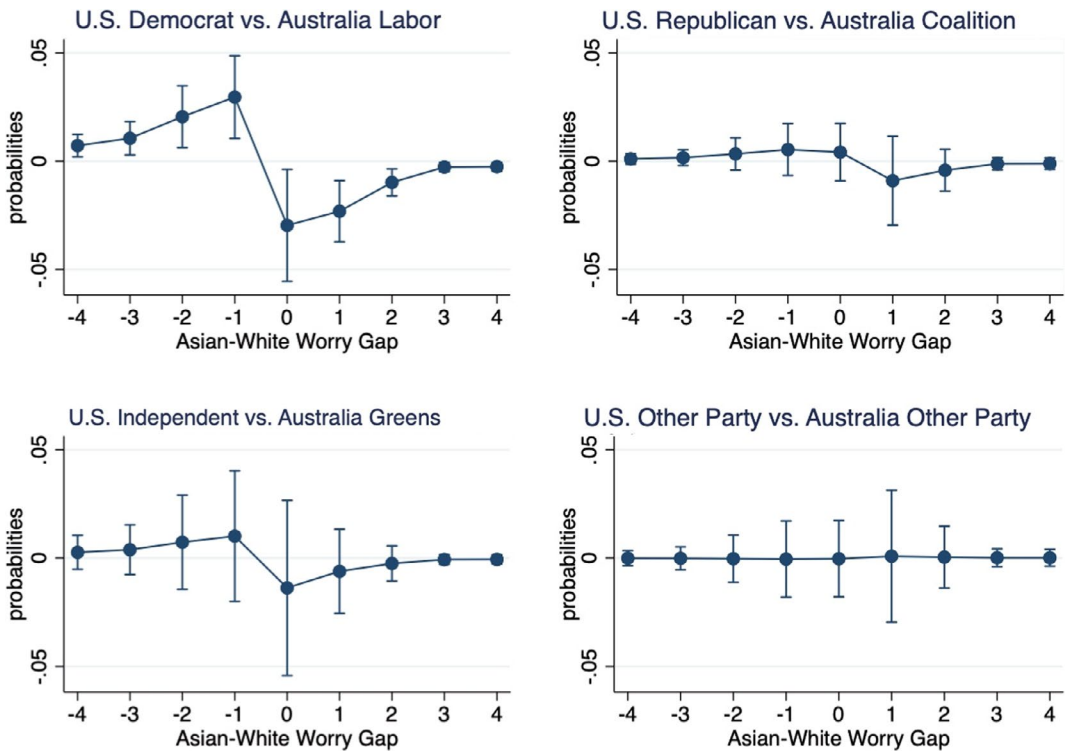 U.S. Democrat vs. Australia Labor
.05
0
-.05
probabilities
-4 -3 -2 -1 0 1 2 3 4
Asian-White Worry Gap
U.S. Republican vs. Australia Coalition
.05
0
-.05
probabilities
-4 -3 -2 -1 0 1 2 3 4
Asian-White Worry Gap
U.S. Independent vs. Australia Greens
.05
0
-.05
probabilities
-4 -3 -2 -1 0 1 2 3 4
Asian-White Worry Gap
U.S. Other Party vs. Australia Other Party
.05
0
-.05
probabilities
-4 -3 -2 -1 0 1 2 3 4
Asian-White Worry Gap